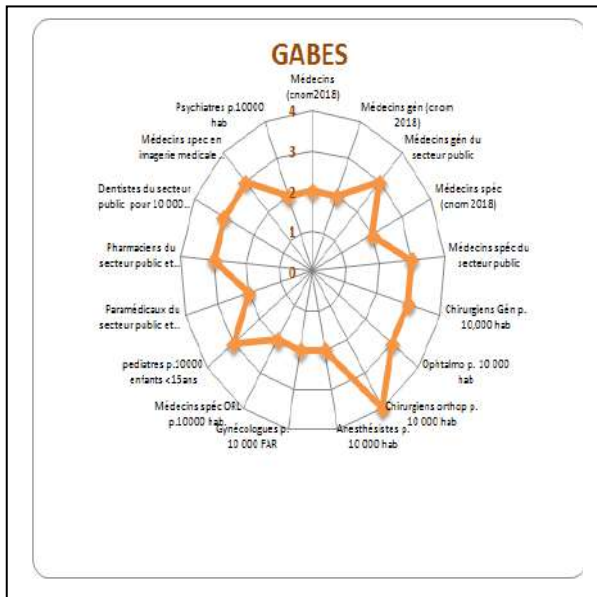 GABES
Médecins
(cnom2018)
Médecins gén (cnom
2018)
Médecins gén du
secteur public
Médecins spéc
(cnom 2018)
Médecins spéc du
secteur public
Chirurgiens Gén p.
10,000 hab
Ophtalmo p. 10 000
hab
Chirurgiens orthop p.
10 000 hab
Anesthésistes p.
10 000 hab
Gynécologues p.
10 000 FAR
Médecins spéc ORL
p.10000 hab
pediatres p.10000
enfants <15ans
Paramédicaux du
secteur public et...
Pharmaciens du
secteur public et...
Dentistes du secteur
public pour 10 000...
Médecins spec en
imagerie medicale...
Psychiatres p.10000
hab
4
3
2
1
0